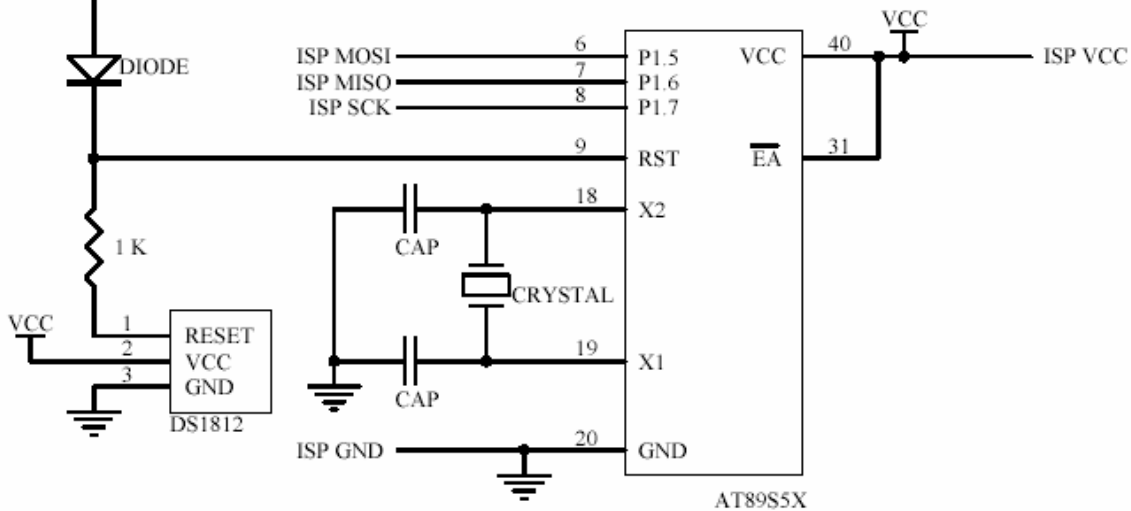 VCC
DIODE
ISP MOSI 6 P1.5 VCC 40 ISP VCC
ISP MISO 7 P1.6
ISP SCK 8 P1.7
9 RST EA 31
18 X2
1 K
CAP
CRYSTAL
VCC
1 RESET
2 VCC
3 GND
DS1812
19 X1
CAP
ISP GND 20 GND
AT89S5X